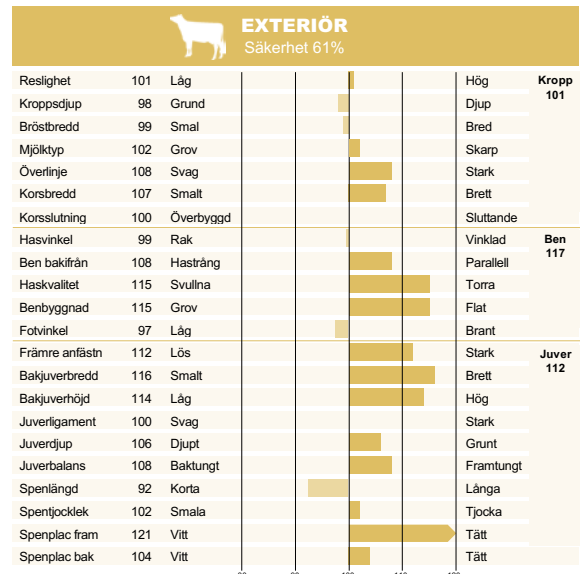 EXTERIÖR
Säkerhet 61%
Reslighet 101 Låg Hög Kropp
101
Kroppsdjup 98 Grund Djup
Bröstbredd 99 Smal Bred
Mjölktyp 102 Grov Skarp
Överlinje 108 Svag Stark
Korsbredd 107 Smalt Brett
Korsslutning 100 Överbyggd Sluttande
Hasvinkel 99 Rak Vinklad Ben
117
Ben bakifrån 108 Hastrång Parallell
Haskvalitet 115 Svullna Torra
Benbyggnad 115 Grov Flat
Fotvinkel 97 Låg Brant
Främre anfästn 112 Lös Stark Juver
112
Bakjuverbredd 116 Smalt Brett
Bakjuverhöjd 114 Låg Hög
Juverligament 100 Svag Stark
Juverdjup 106 Djupt Grunt
Juverbalans 108 Baktungt Framtungt
Spenlängd 92 Korta Långa
Spentjocklek 102 Smala Tjocka
Spenplac fram 121 Vitt Tätt
Spenplac bak 104 Vitt Tätt